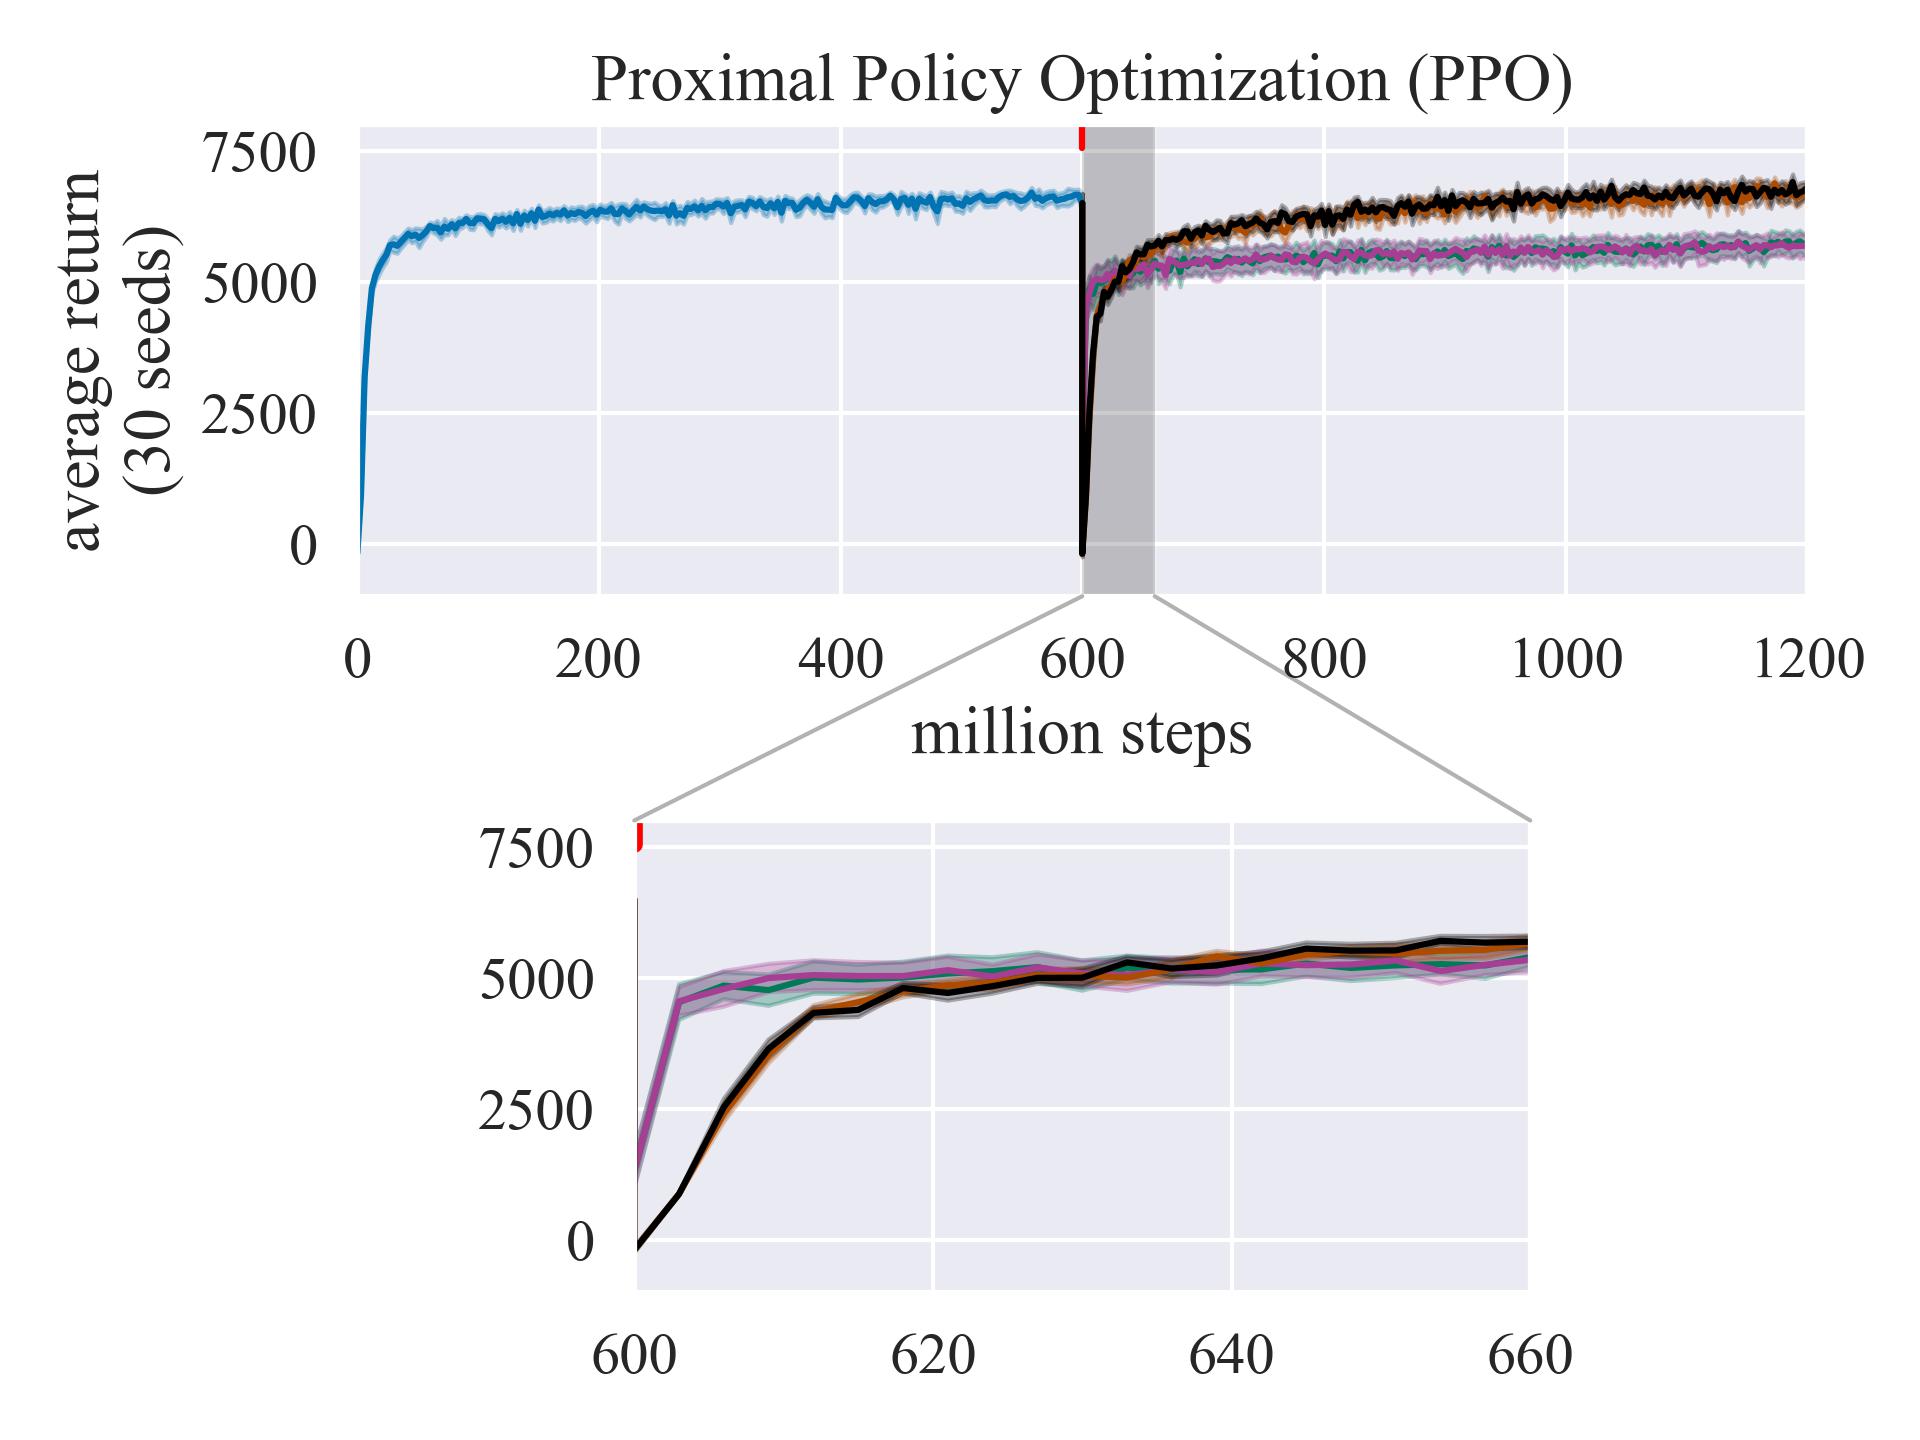 Proximal Policy Optimization (PPO)
average return
(30 seeds)
7500
5000
2500
0
0 200 400 600 800 1000 1200
million steps
7500
5000
2500
0
600 620 640 660